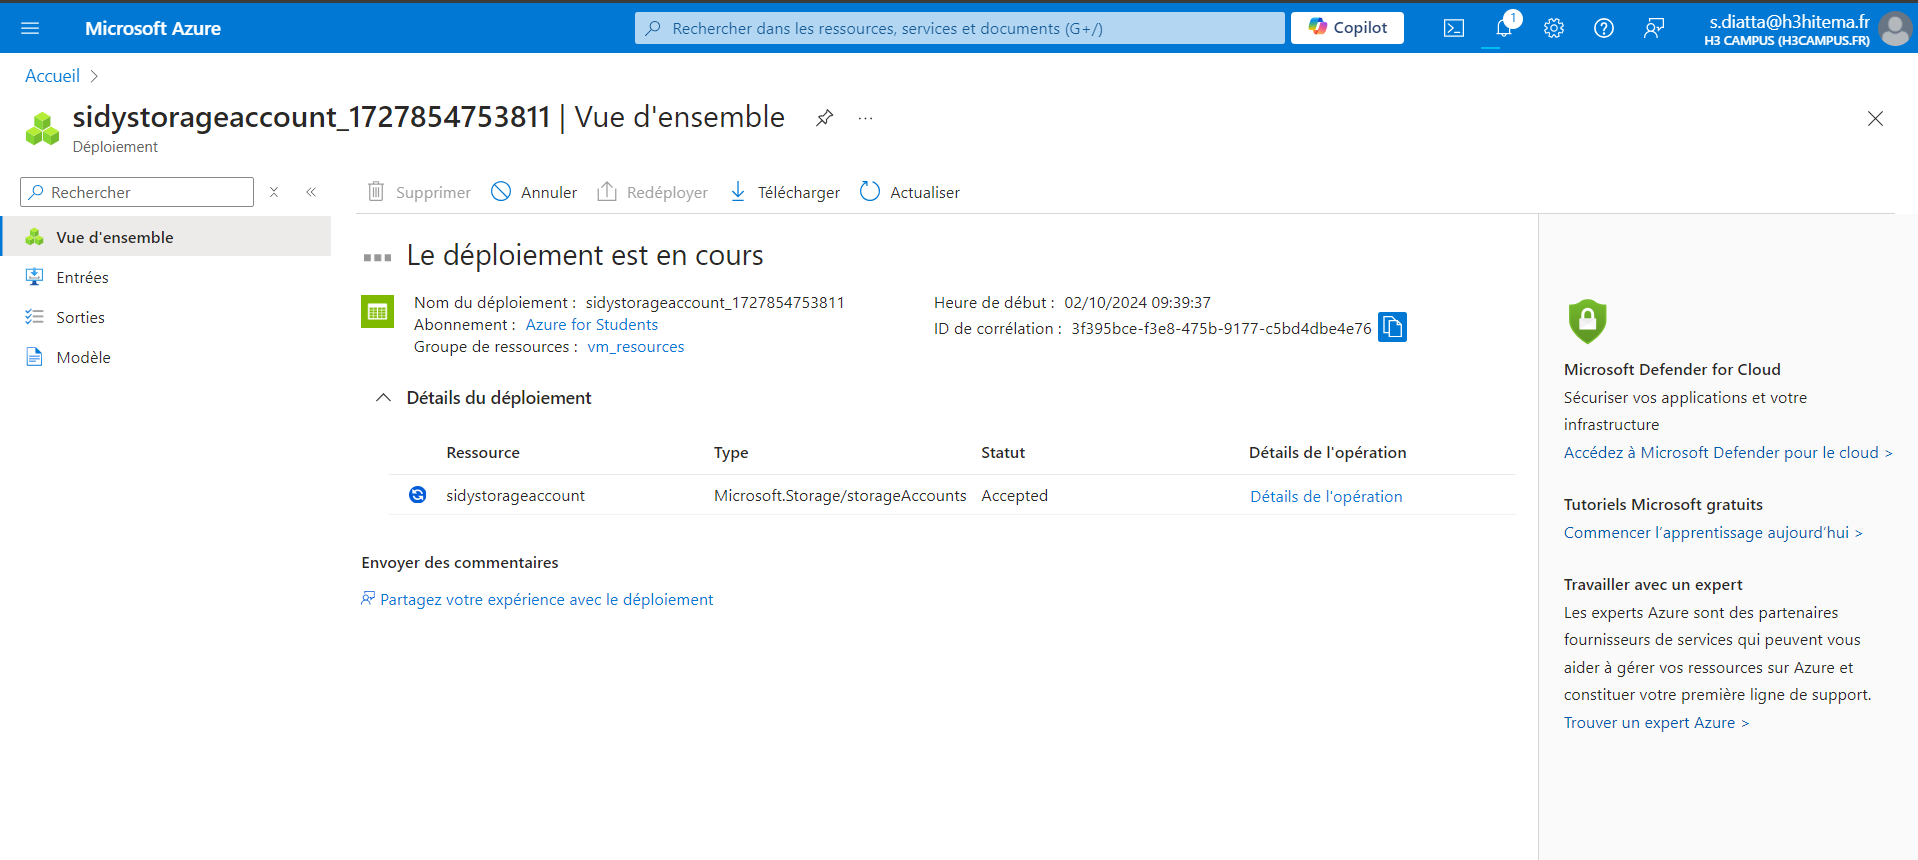 Microsoft Azure
Rechercher dans les ressources, services et documents (G+/)
Copilot
1
s.diatta@h3hitema.fr
H3 CAMPUS (H3CAMPUS.FR)
Accueil
sidystorageaccount_1727854753811 | Vue d'ensemble
Déploiement
Rechercher
Supprimer
Annuler
Redéployer
Télécharger
Actualiser
Vue d'ensemble
Entrées
Sorties
Modèle
Le déploiement est en cours
Nom du déploiement : sidystorageaccount_1727854753811
Abonnement : Azure for Students
Groupe de ressources : vm_resources
Heure de début : 02/10/2024 09:39:37
ID de corrélation : 3f395bce-f3e8-475b-9177-c5bd4dbe4e76
Détails du déploiement
Ressource Type Statut Détails de l'opération
sidystorageaccount Microsoft.Storage/storageAccounts Accepted Détails de l'opération
Envoyer des commentaires
Partagez votre expérience avec le déploiement
Microsoft Defender for Cloud
Sécuriser vos applications et votre
infrastructure
Accédez à Microsoft Defender pour le cloud >
Tutoriels Microsoft gratuits
Commencer l’apprentissage aujourd’hui >
Travailler avec un expert
Les experts Azure sont des partenaires
fournisseurs de services qui peuvent vous
aider à gérer vos ressources sur Azure et
constituer votre première ligne de support.
Trouver un expert Azure >